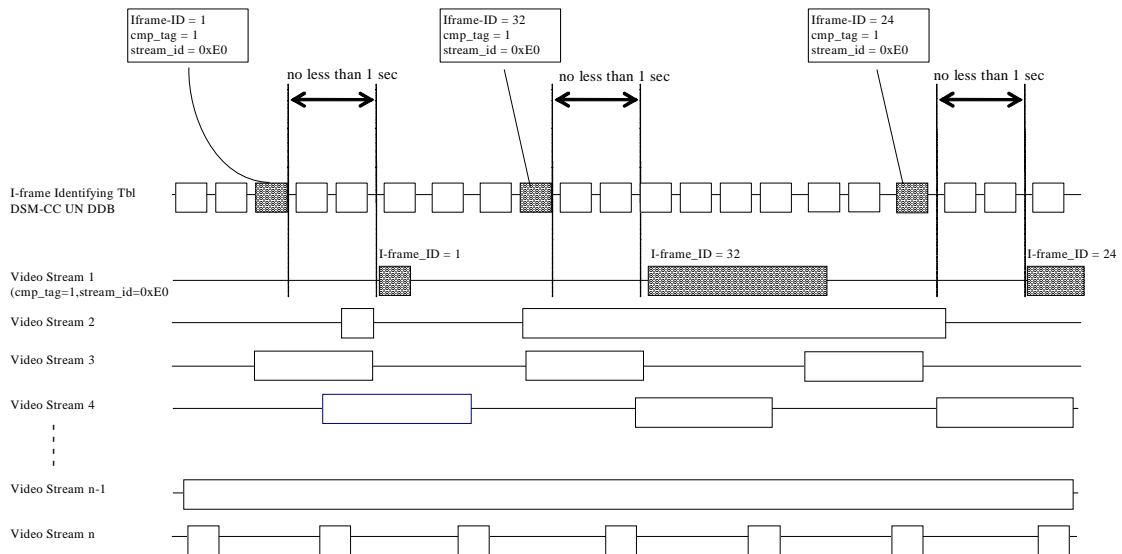 Iframe-ID = 1
cmp_tag = 1
stream_id = 0xE0
Iframe-ID = 32
cmp_tag = 1
stream_id = 0xE0
Iframe-ID = 24
cmp_tag = 1
stream_id = 0xE0
no less than 1 sec
no less than 1 sec
no less than 1 sec
I-frame Identifying Tbl
DSM-CC UN DDB
I-frame_ID = 1
I-frame_ID = 32
I-frame_ID = 24
Video Stream 1
(cmp_tag=1,stream_id=0xE0
Video Stream 2
Video Stream 3
Video Stream 4
Video Stream n-1
Video Stream n